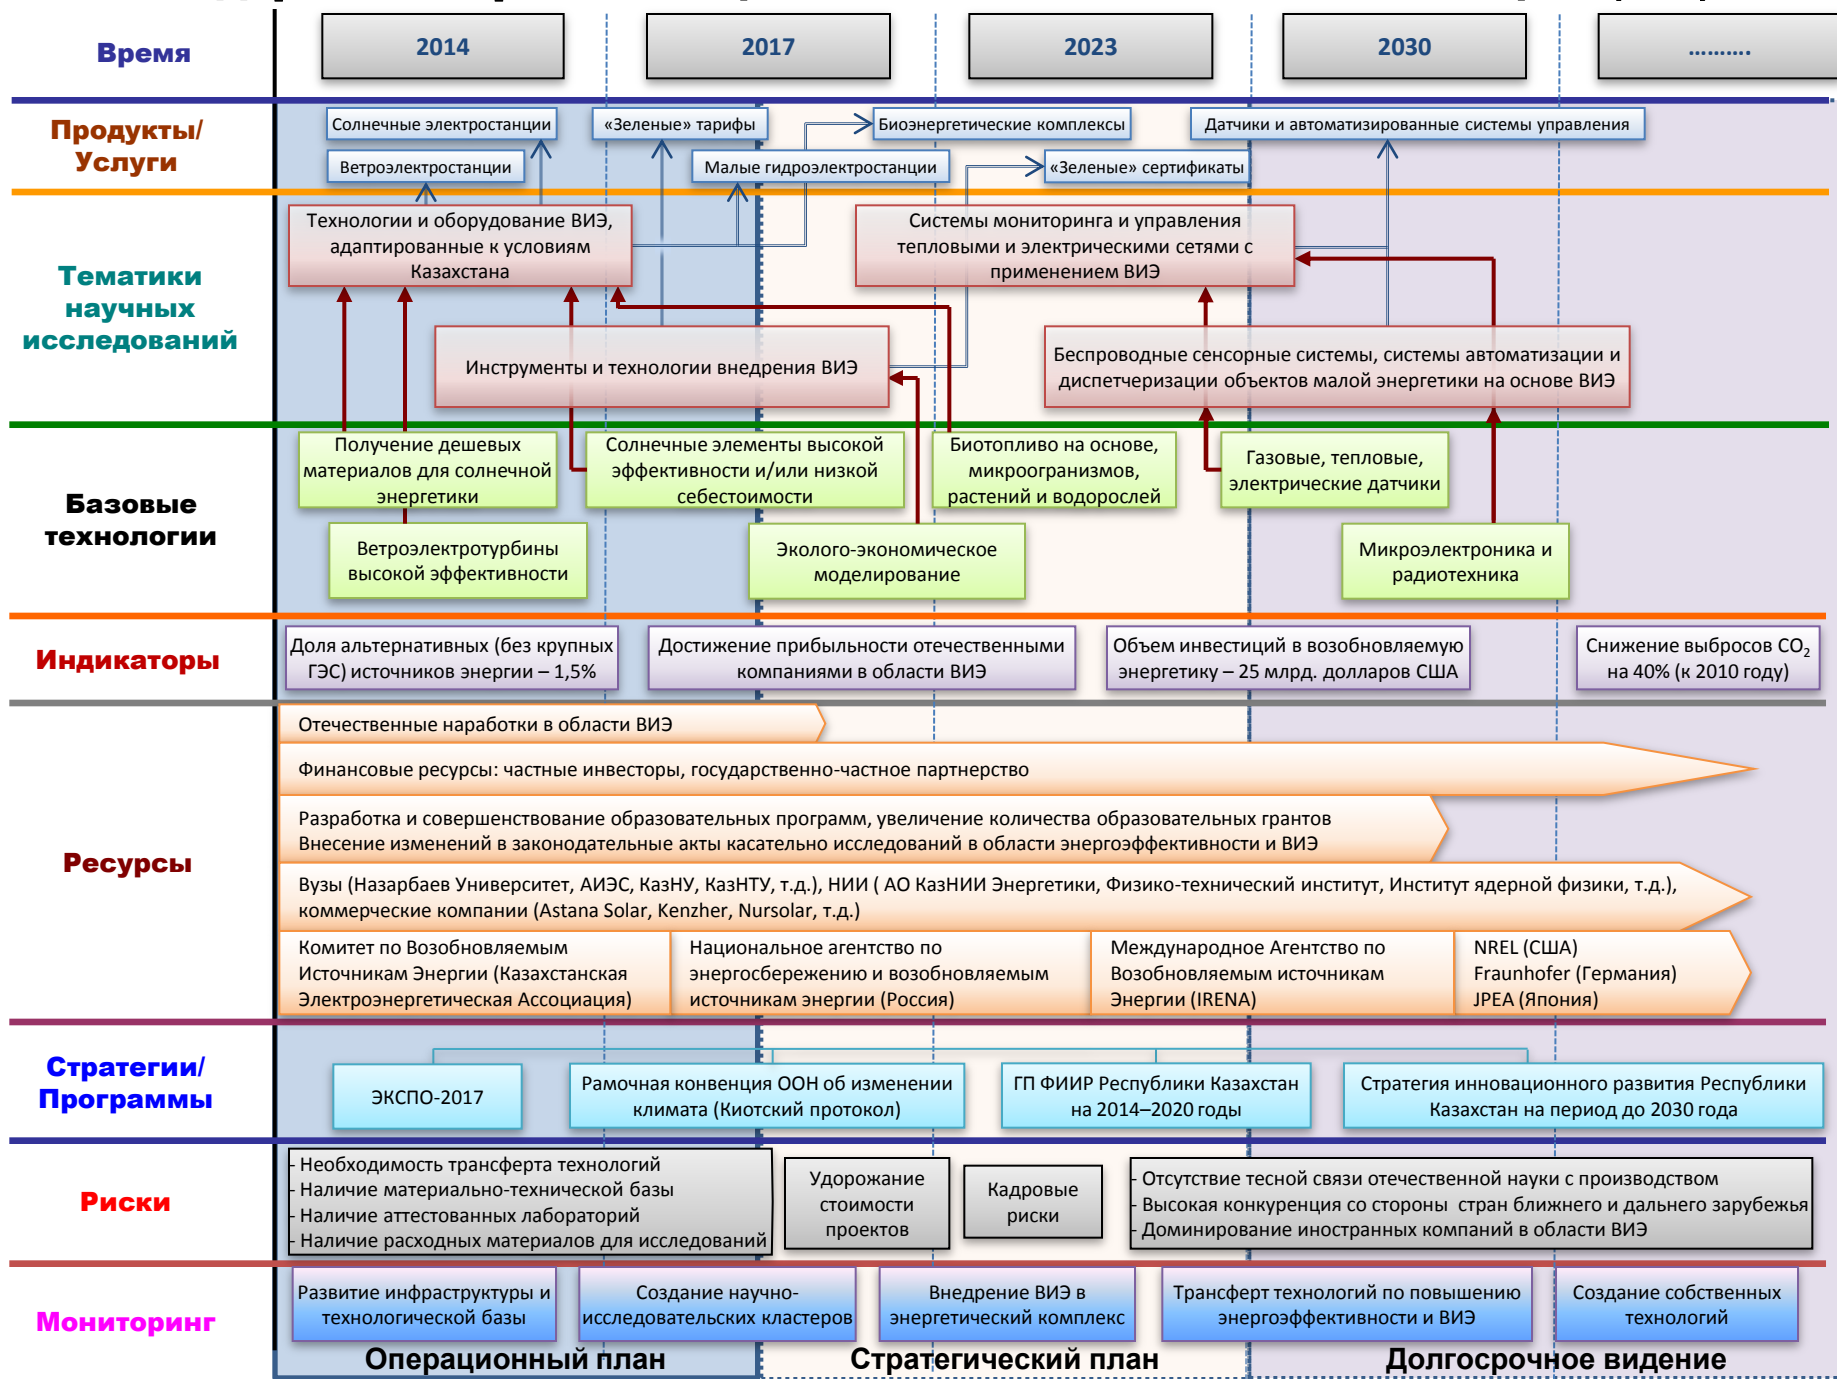 Время
2014
2017
2023
2030
……….
Продукты/
Услуги
Солнечные электростанции
«Зеленые» тарифы
Биоэнергетические комплексы
Датчики и автоматизированные системы управления
Ветроэлектростанции
Малые гидроэлектростанции
«Зеленые» сертификаты
Тематики
научных
исследований
Технологии и оборудование ВИЭ,
адаптированные к условиям
Казахстана
Системы мониторинга и управления
тепловыми и электрическими сетями с
применением ВИЭ
Инструменты и технологии внедрения ВИЭ
Беспроводные сенсорные системы, системы автоматизации и
диспетчеризации объектов малой энергетики на основе ВИЭ
Базовые
технологии
Получение дешевых
материалов для солнечной
энергетики
Солнечные элементы высокой
эффективности и/или низкой
себестоимости
Биотопливо на основе,
микроогранизмов,
растений и водорослей
Газовые, тепловые,
электрические датчики
Ветроэлектротурбины
высокой эффективности
Эколого-экономическое
моделирование
Микроэлектроника и
радиотехника
Индикаторы
Доля альтернативных (без крупных
ГЭС) источников энергии – 1,5%
Достижение прибыльности отечественными
компаниями в области ВИЭ
Объем инвестиций в возобновляемую
энергетику – 25 млрд. долларов США
Снижение выбросов CO₂
на 40% (к 2010 году)
Ресурсы
Отечественные наработки в области ВИЭ
Финансовые ресурсы: частные инвесторы, государственно-частное партнерство
Разработка и совершенствование образовательных программ, увеличение количества образовательных грантов
Внесение изменений в законодательные акты касательно исследований в области энергоэффективности и ВИЭ
Вузы (Назарбаев Университет, АИЭС, КазНУ, КазНТУ, т.д.), НИИ ( АО КазНИИ Энергетики, Физико-технический институт, Институт ядерной физики, т.д.),
коммерческие компании (Astana Solar, Kenzher, Nursolar, т.д.)
Комитет по Возобновляемым
Источникам Энергии (Казахстанская
Электроэнергетическая Ассоциация)
Национальное агентство по
энергосбережению и возобновляемым
источникам энергии (Россия)
Международное Агентство по
Возобновляемым источникам
Энергии (IRENA)
NREL (США)
Fraunhofer (Германия)
JPEA (Япония)
Стратегии/
Программы
ЭКСПО-2017
Рамочная конвенция ООН об изменении
климата (Киотский протокол)
ГП ФИИР Республики Казахстан
на 2014–2020 годы
Стратегия инновационного развития Республики
Казахстан на период до 2030 года
Риски
- Необходимость трансферта технологий
- Наличие материально-технической базы
- Наличие аттестованных лабораторий
- Наличие расходных материалов для исследований
Удорожание
стоимости
проектов
Кадровые
риски
- Отсутствие тесной связи отечественной науки с производством
- Высокая конкуренция со стороны стран ближнего и дальнего зарубежья
- Доминирование иностранных компаний в области ВИЭ
Мониторинг
Развитие инфраструктуры и
технологической базы
Создание научно-
исследовательских кластеров
Внедрение ВИЭ в
энергетический комплекс
Трансферт технологий по повышению
энергоэффективности и ВИЭ
Создание собственных
технологий
Операционный план
Стратегический план
Долгосрочное видение